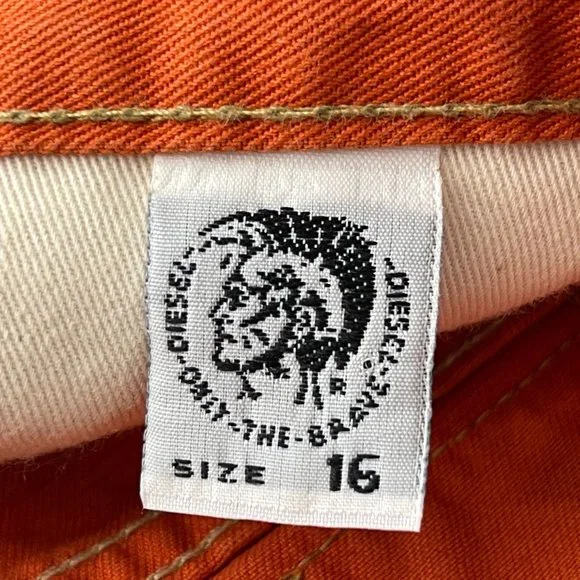 DIESEL
DIESEL
ONLY-THE-BRAVE
R
SIZE 16